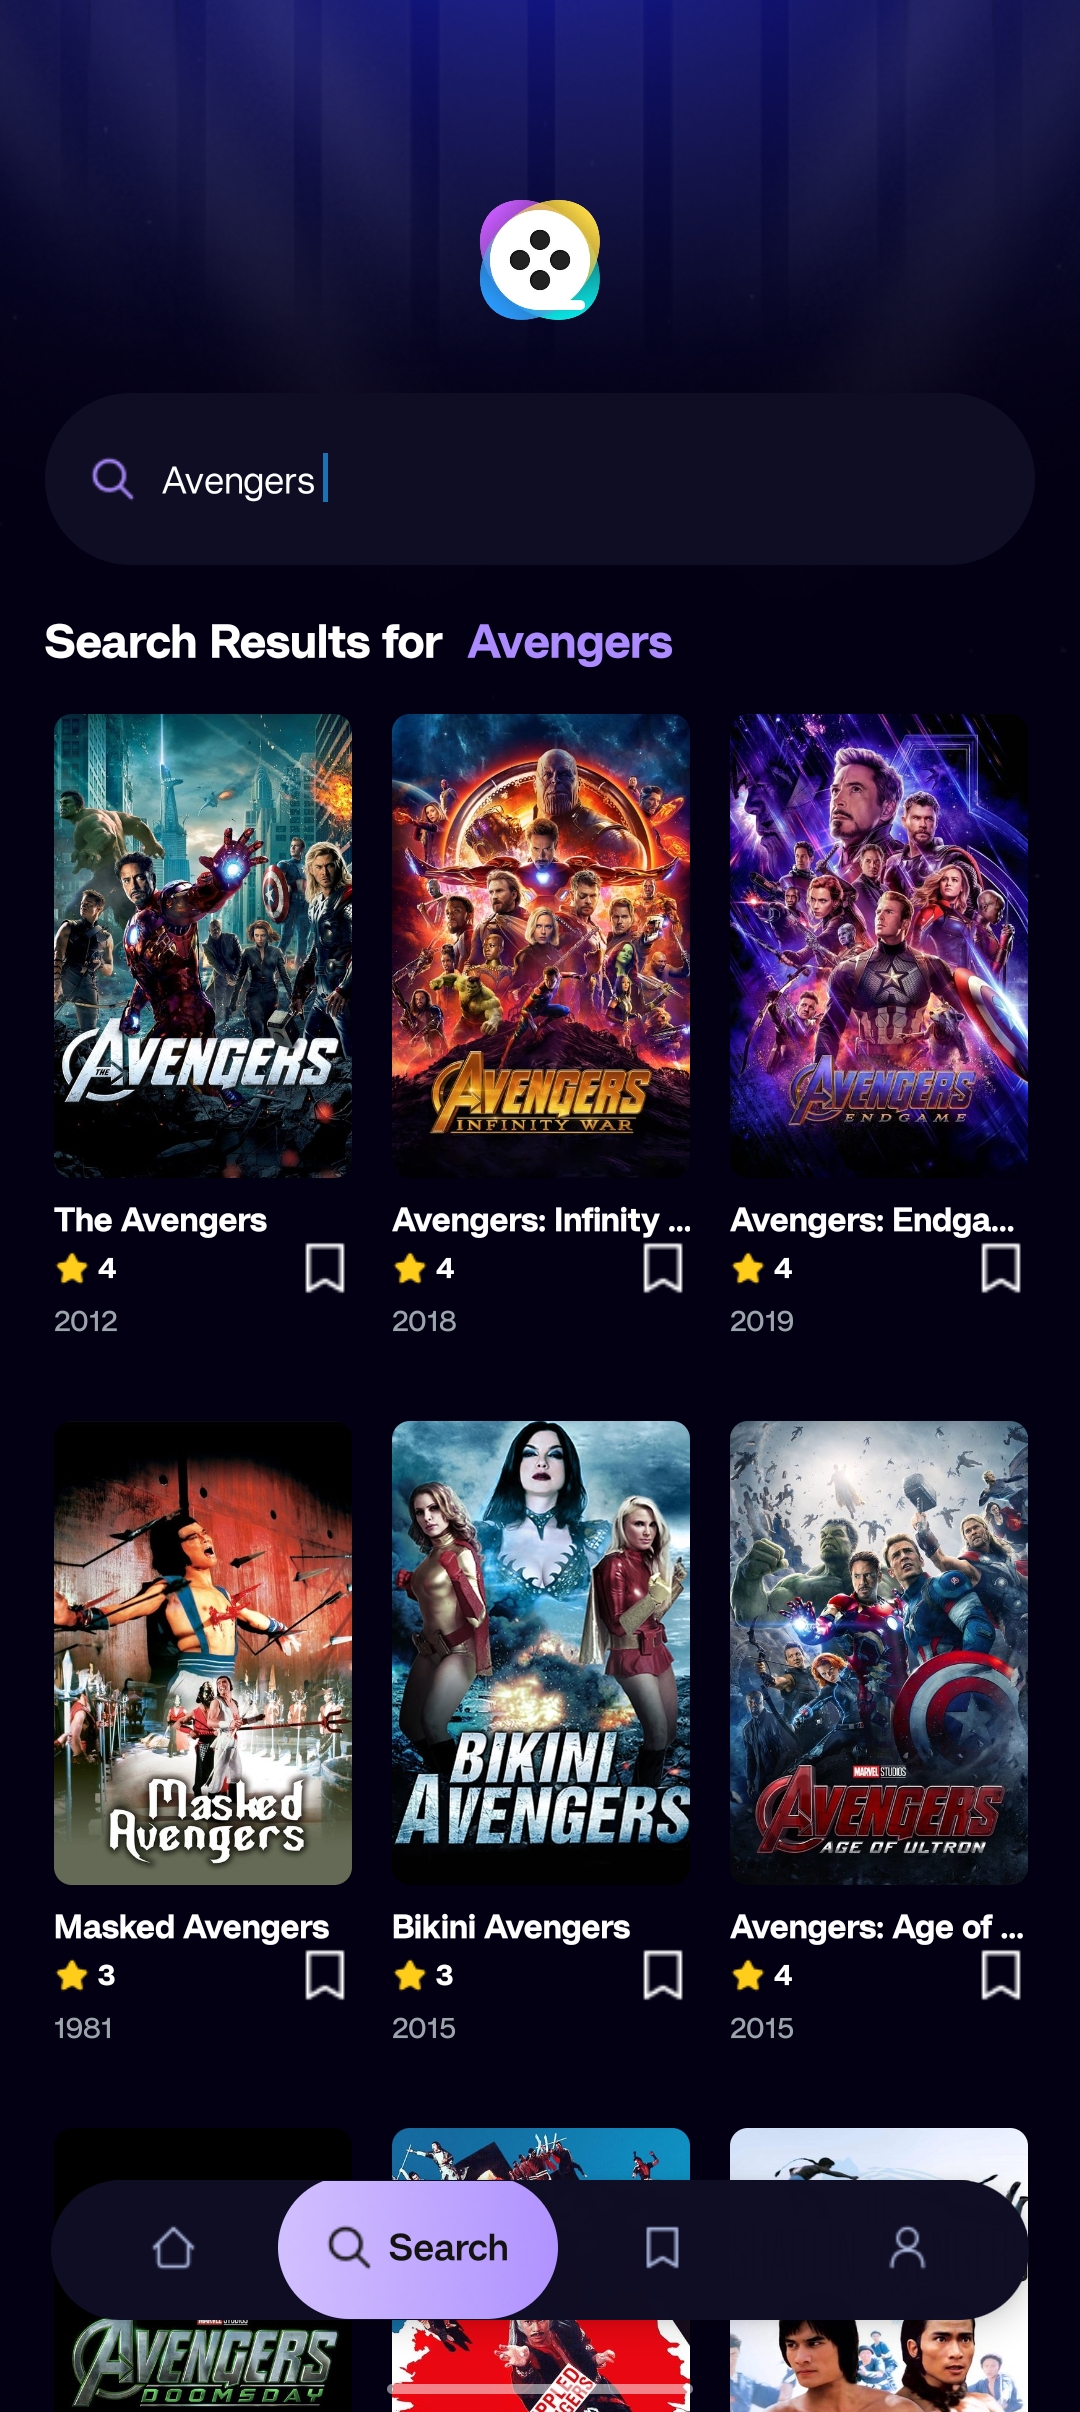 Avengers
Search Results for Avengers
THE AVENGERS
AVENGERS
INFINITY WAR
AVENGERS
ENDGAME
The Avengers
Avengers: Infinity ...
Avengers: Endga...
4
4
4
2012
2018
2019
Masked
Avengers
BIKINI
AVENGERS
MARVEL STUDIOS
AVENGERS
AGE OF ULTRON
Masked Avengers
Bikini Avengers
Avengers: Age of ...
3
3
4
1981
2015
2015
Search
AVENGERS
DOOMSDAY